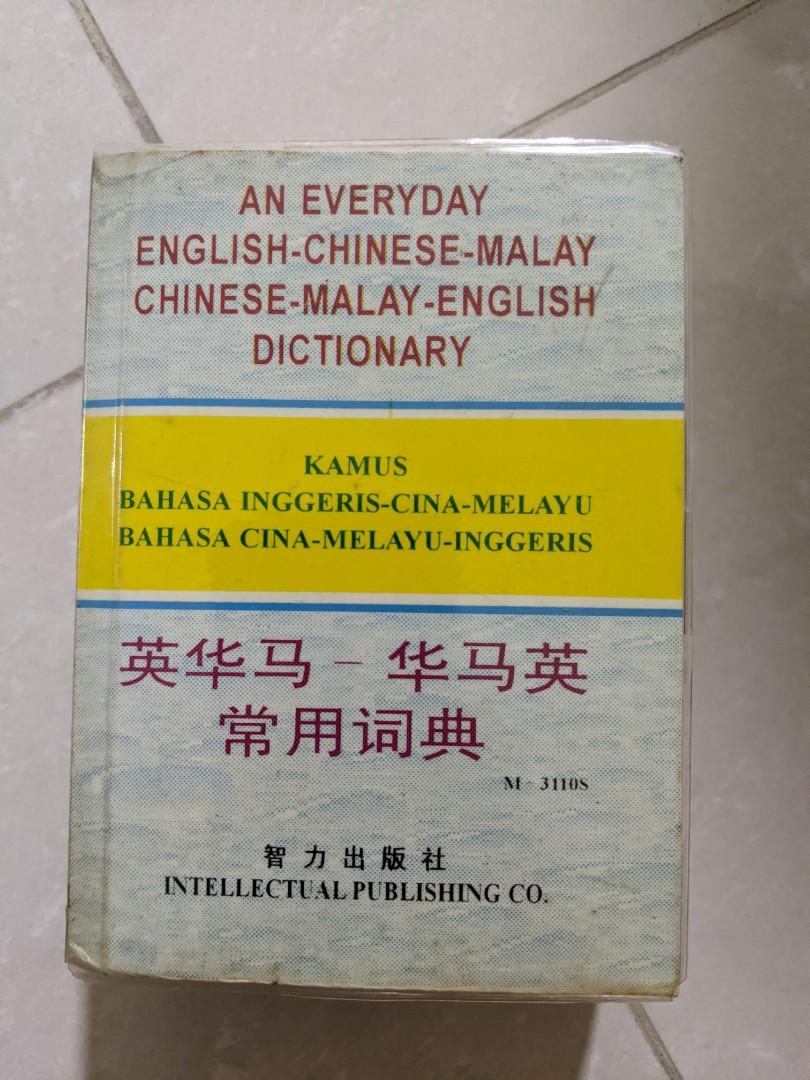 AN EVERYDAY
ENGLISH-CHINESE-MALAY
CHINESE-MALAY-ENGLISH
DICTIONARY
KAMUS
BAHASA INGGERIS-CINA-MELAYU
BAHASA CINA-MELAYU-INGGERIS
英华马－华马英
常用词典
M-3110S
智力出版社
INTELLECTUAL PUBLISHING CO.